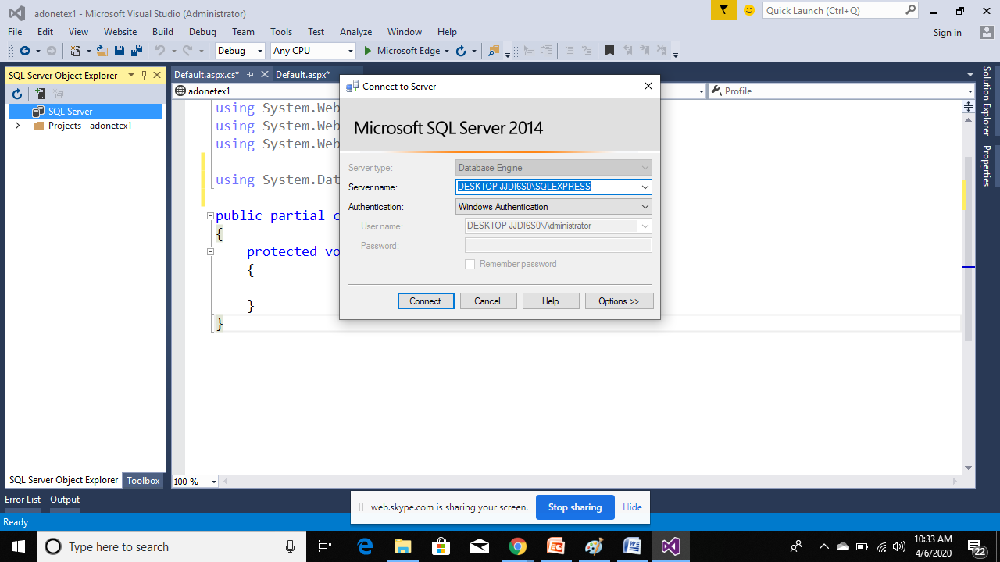 adonetex1 - Microsoft Visual Studio (Administrator)
Quick Launch (Ctrl+Q)
File Edit View Website Build Debug Team Tools Test Analyze Window Help
Sign in
Debug Any CPU Microsoft Edge
SQL Server Object Explorer
SQL Server
Projects - adonetex1
Default.aspx.cs* Default.aspx*
adonetex1
Profile
using System.Web
using System.Web
using System.Web
using System.Dat
public partial c
{
protected vo
{
}
}
Connect to Server
Microsoft SQL Server 2014
Server type: Database Engine
Server name: DESKTOP-JJDI6S0\SQLEXPRESS
Authentication: Windows Authentication
User name: DESKTOP-JJDI6S0\Administrator
Password:
Remember password
Connect Cancel Help Options >>
Solution Explorer
Properties
100 %
SQL Server Object Explorer Toolbox
Error List Output
web.skype.com is sharing your screen. Stop sharing Hide
Ready
Type here to search
10:33 AM
4/6/2020
22